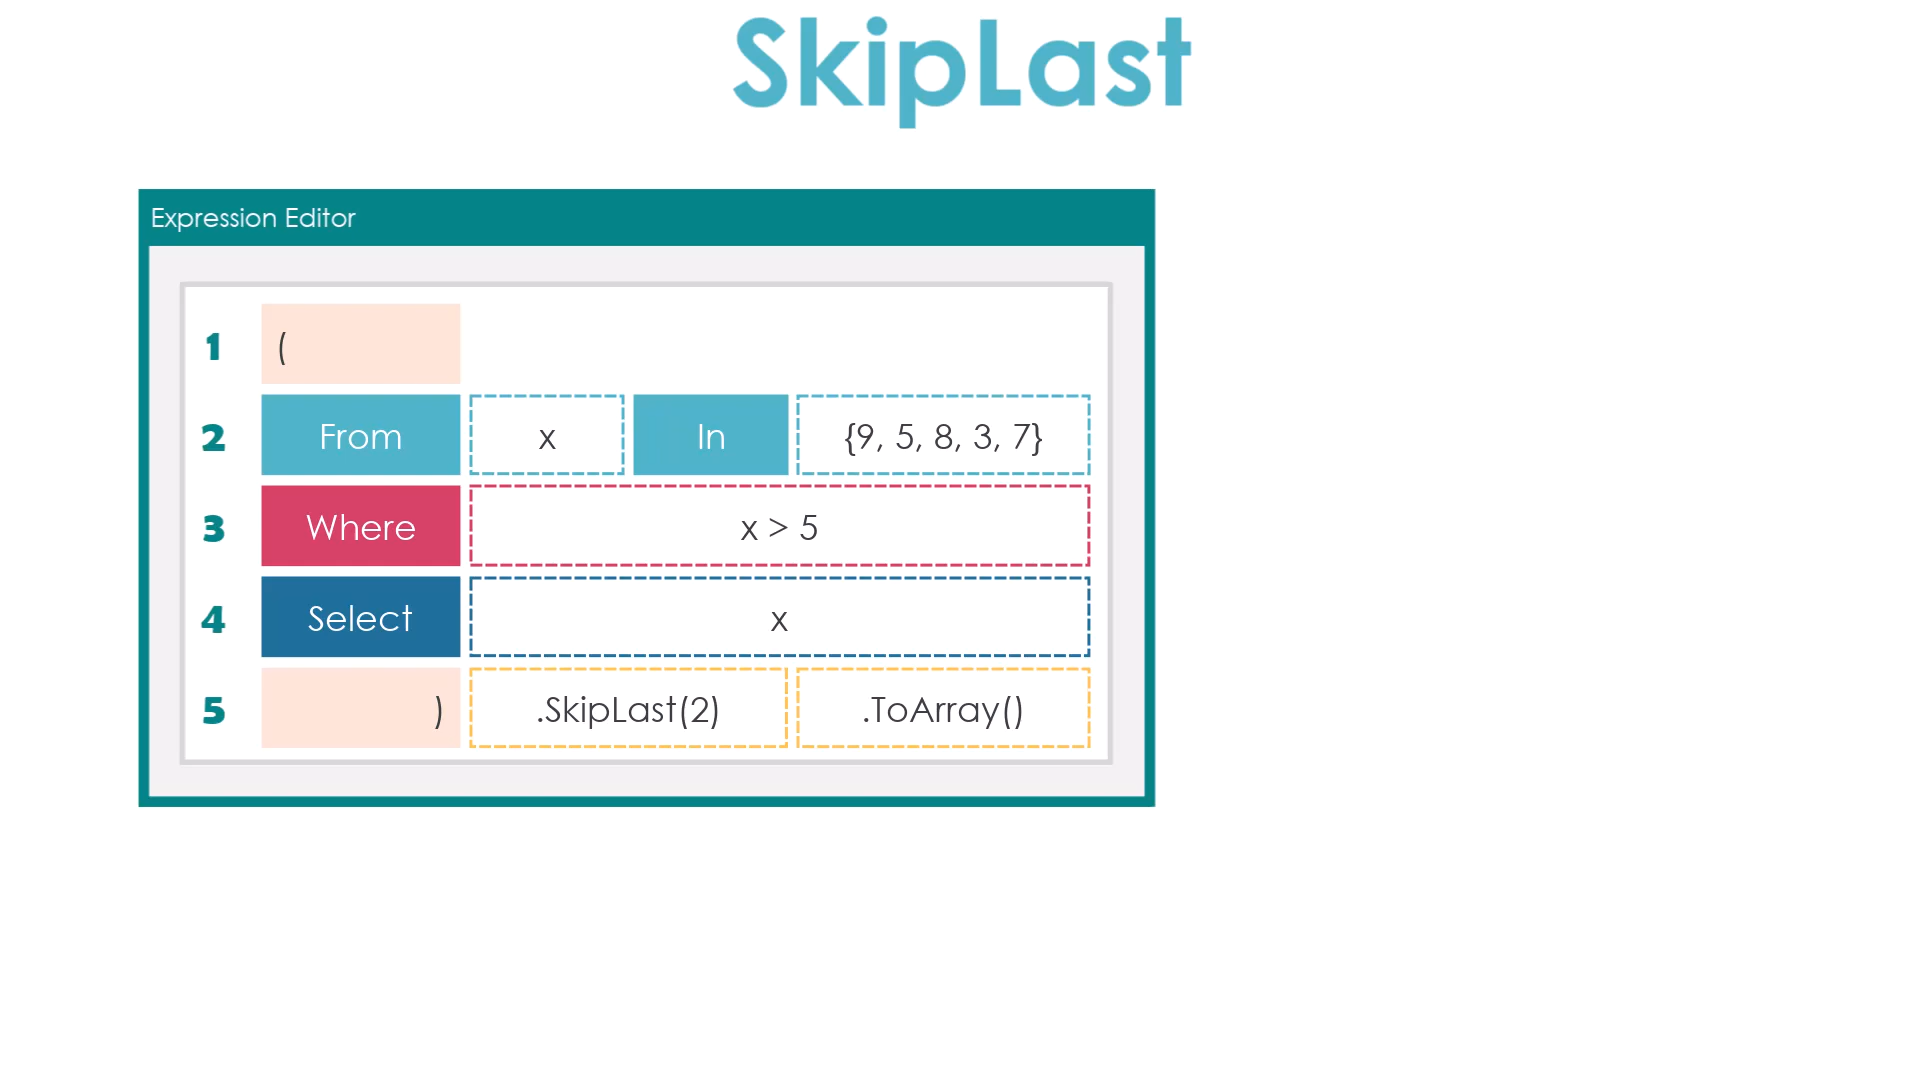 SkipLast
Expression Editor
1 (
2 From x In {9, 5, 8, 3, 7}
3 Where x > 5
4 Select x
5 ) .SkipLast(2) .ToArray()